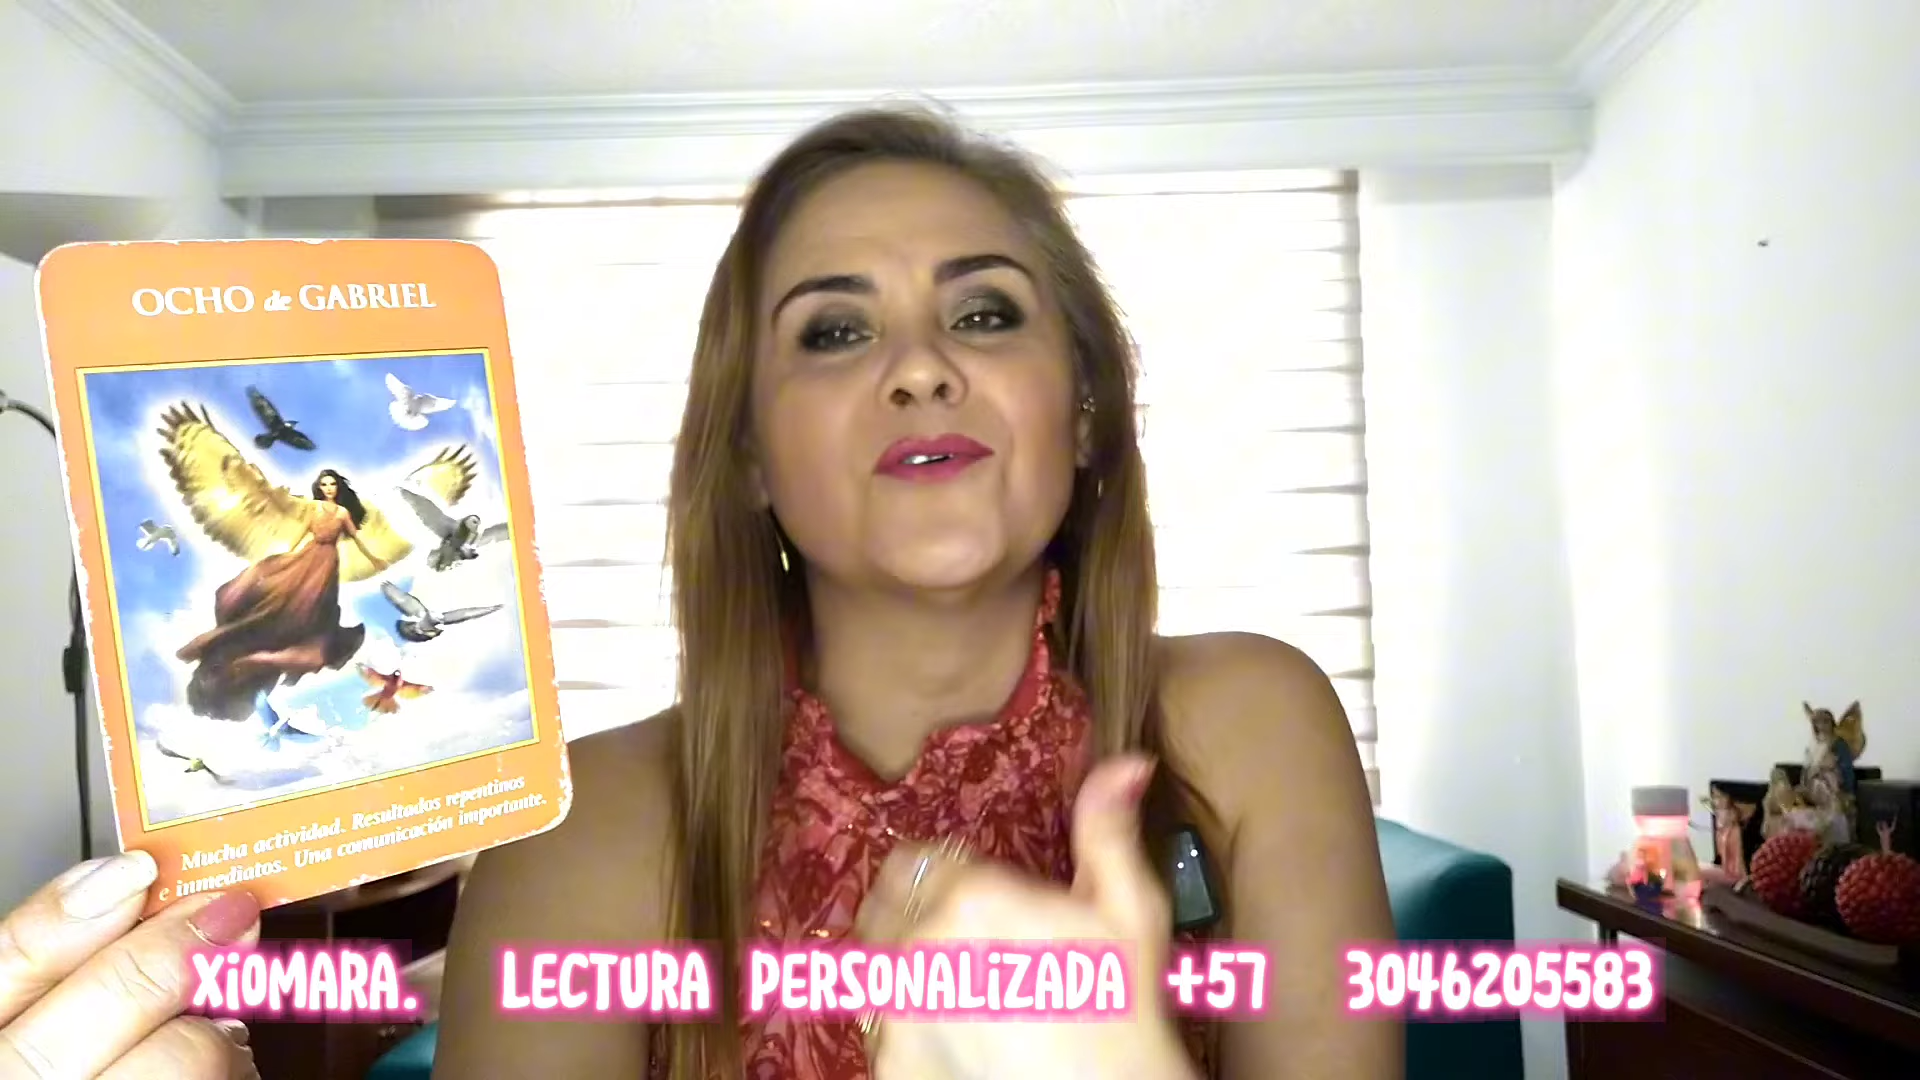 OCHO de GABRIEL
Mucha actividad. Resultados repentinos
e inmediatos. Una comunicación importante.
XiOMARA. LECTURA PERSONALiZADA +57 3046205583